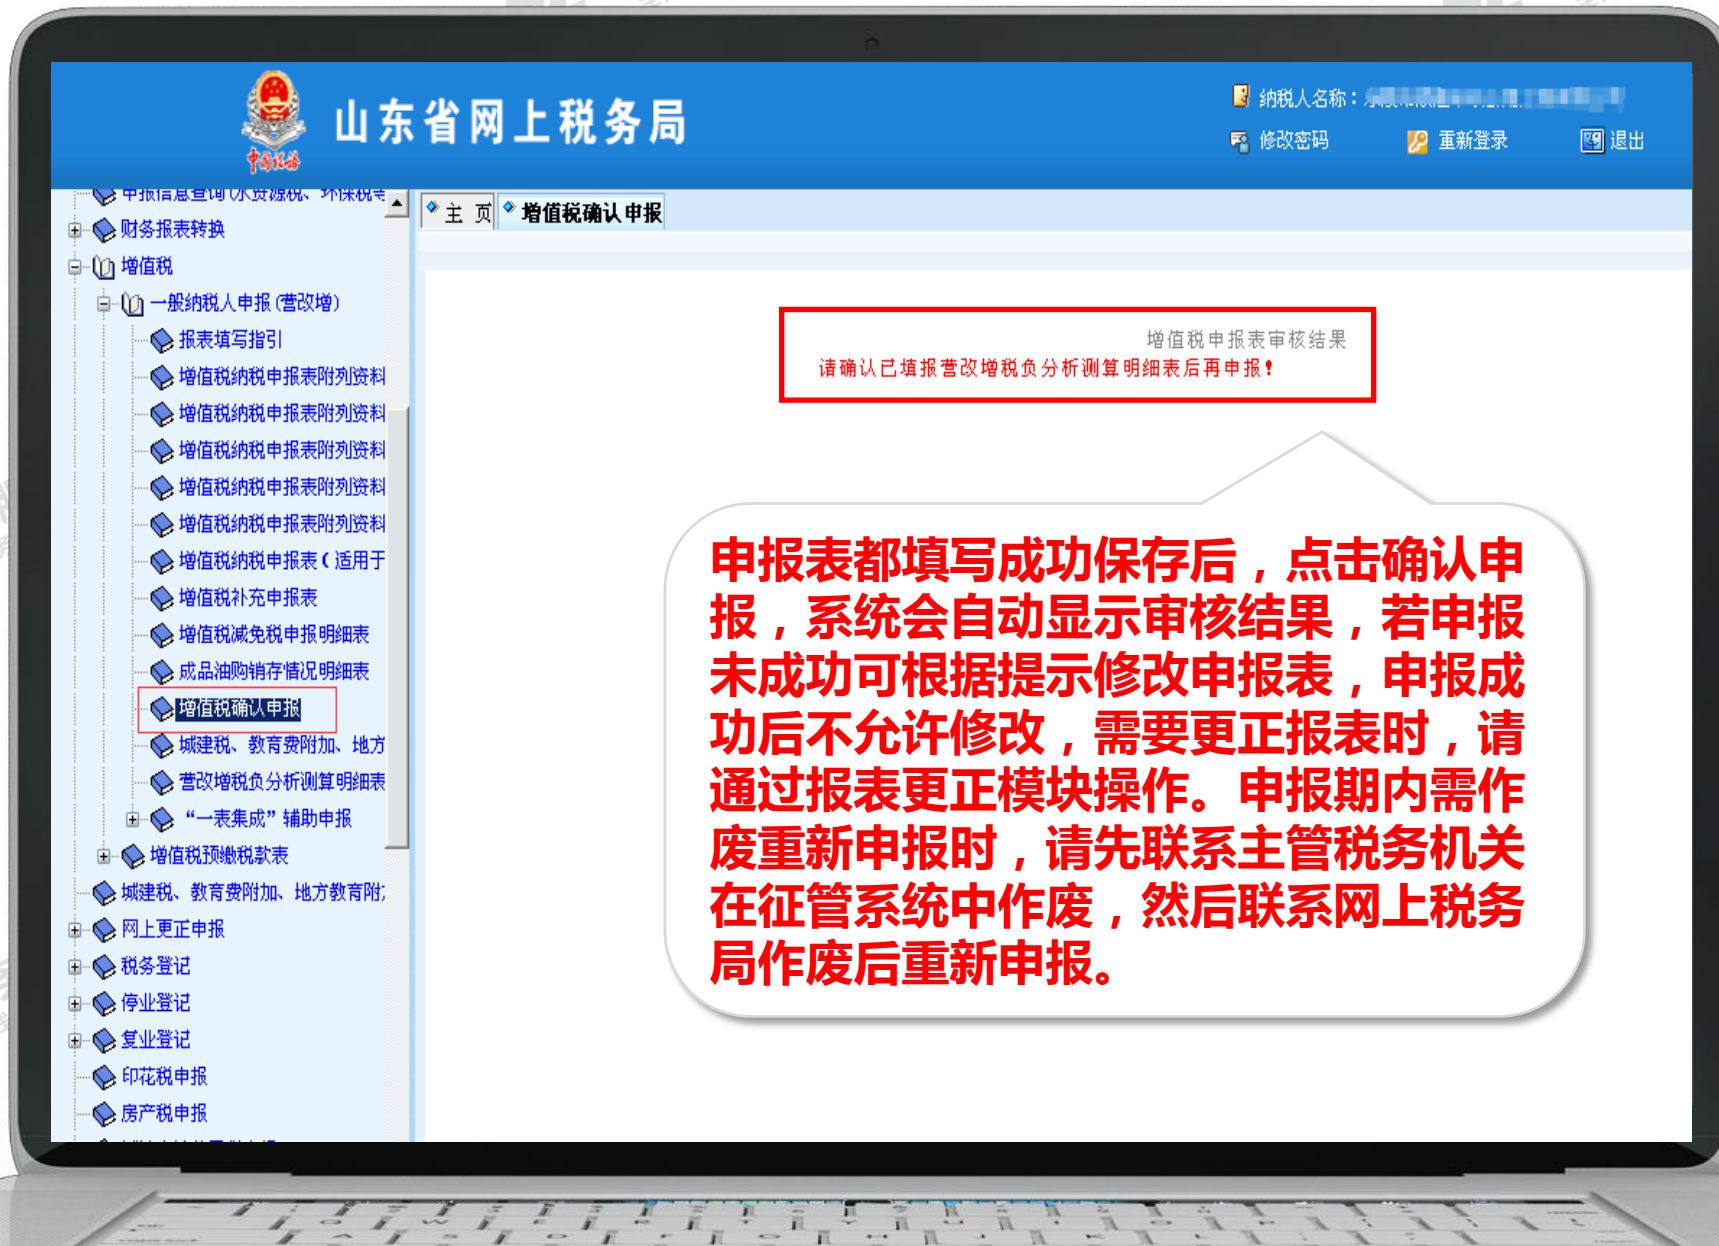 中国税务
山东省网上税务局
纳税人名称：
修改密码
重新登录
退出
申报信息查询(水资源税、环保税等
财务报表转换
增值税
一般纳税人申报(营改增)
报表填写指引
增值税纳税申报表附列资料
增值税纳税申报表附列资料
增值税纳税申报表附列资料
增值税纳税申报表附列资料
增值税纳税申报表附列资料
增值税纳税申报表(适用于
增值税补充申报表
增值税减免税申报明细表
成品油购销存情况明细表
增值税确认申报
城建税、教育费附加、地方
营改增税负分析测算明细表
“一表集成”辅助申报
增值税预缴税款表
城建税、教育费附加、地方教育附
网上更正申报
税务登记
停业登记
复业登记
印花税申报
房产税申报
主 页
增值税确认申报
增值税申报表审核结果
请确认已填报营改增税负分析测算明细表后再申报！
申报表都填写成功保存后，点击确认申
报，系统会自动显示审核结果，若申报
未成功可根据提示修改申报表，申报成
功后不允许修改，需要更正报表时，请
通过报表更正模块操作。申报期内需作
废重新申报时，请先联系主管税务机关
在征管系统中作废，然后联系网上税务
局作废后重新申报。